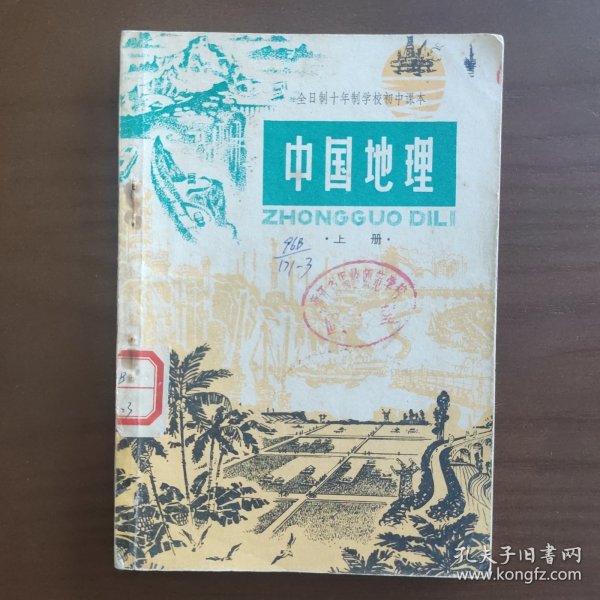 全日制十年制学校初中课本
中国地理
ZHONGGUO DILI
·上册·
96B
171-3
B
3
孔夫子旧书网
www.kongfz.com